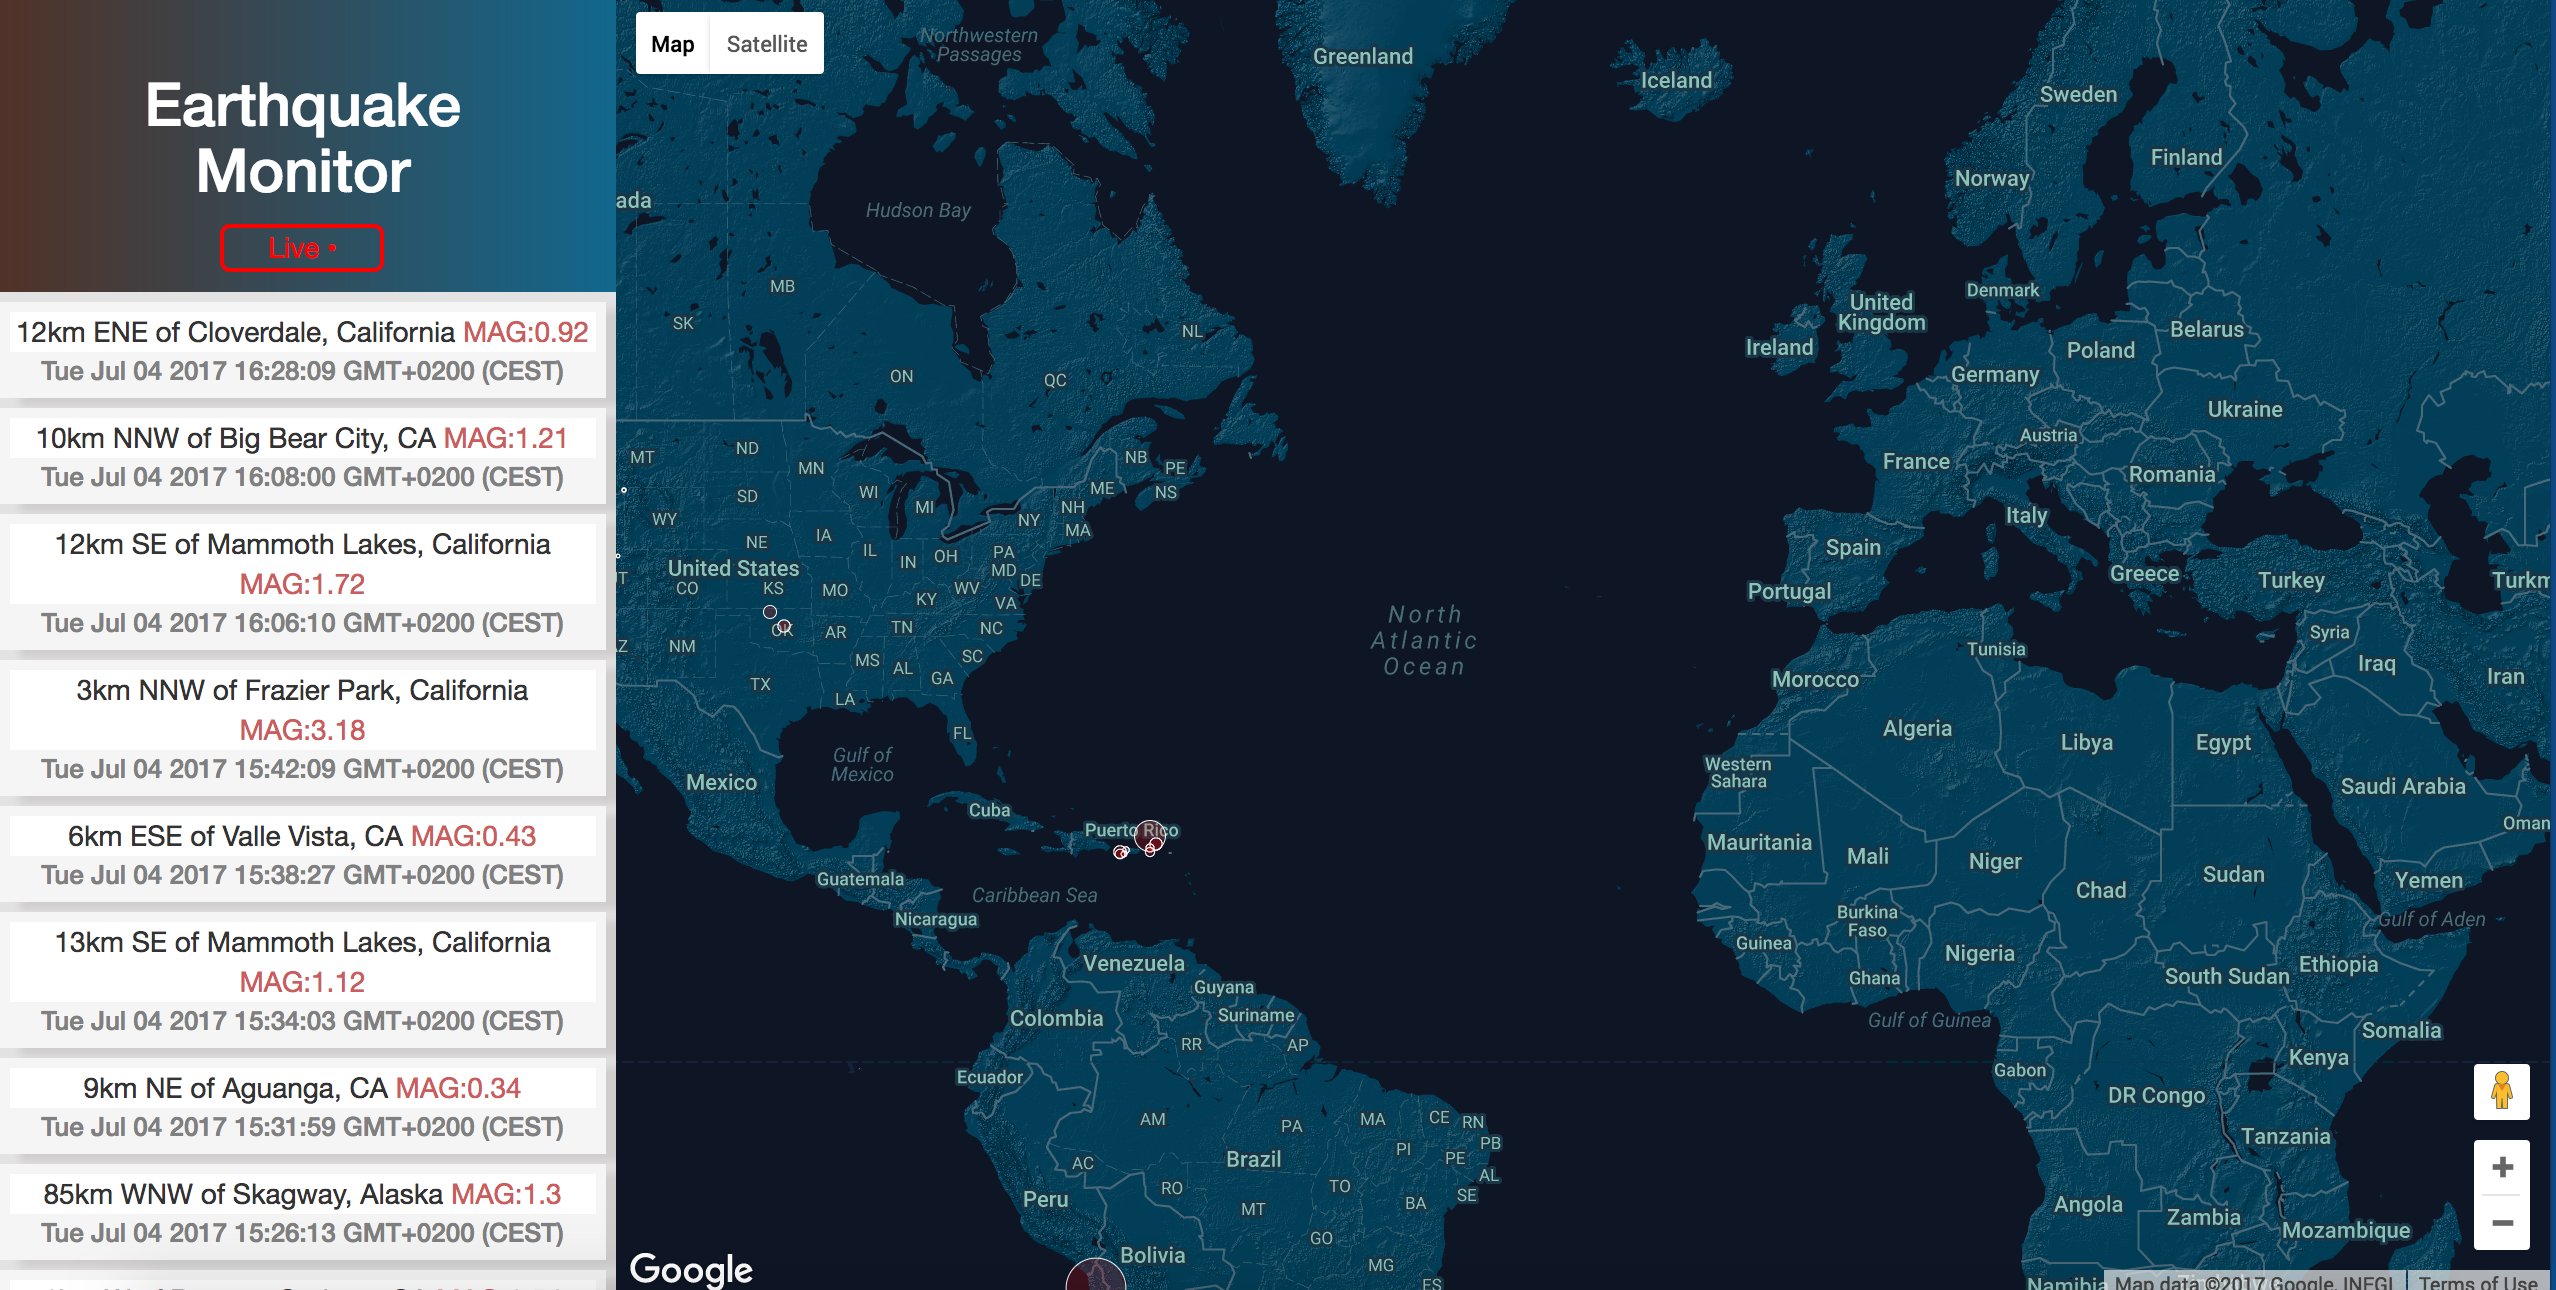 Earthquake
Monitor
Live •
12km ENE of Cloverdale, California MAG:0.92
Tue Jul 04 2017 16:28:09 GMT+0200 (CEST)
10km NNW of Big Bear City, CA MAG:1.21
Tue Jul 04 2017 16:08:00 GMT+0200 (CEST)
12km SE of Mammoth Lakes, California
MAG:1.72
Tue Jul 04 2017 16:06:10 GMT+0200 (CEST)
3km NNW of Frazier Park, California
MAG:3.18
Tue Jul 04 2017 15:42:09 GMT+0200 (CEST)
6km ESE of Valle Vista, CA MAG:0.43
Tue Jul 04 2017 15:38:27 GMT+0200 (CEST)
13km SE of Mammoth Lakes, California
MAG:1.12
Tue Jul 04 2017 15:34:03 GMT+0200 (CEST)
9km NE of Aguanga, CA MAG:0.34
Tue Jul 04 2017 15:31:59 GMT+0200 (CEST)
85km WNW of Skagway, Alaska MAG:1.3
Tue Jul 04 2017 15:26:13 GMT+0200 (CEST)
Map Satellite
Northwestern
Passages
Greenland
Iceland
Sweden
Finland
Norway
ada
Hudson Bay
MB
SK
NL
ON
QC
Denmark
United
Kingdom
Ireland
Belarus
Poland
Germany
Ukraine
Austria
France
Romania
Italy
Spain
Portugal
Greece
Turkey
Turkm
MT
ND
MN
NB
PE
SD
WI
MI
ME
NS
WY
NY
NH
MA
IA
NE
IL
IN
OH
PA
MD
DE
United States
UT
CO
KS
MO
KY
WV
VA
OK
AR
TN
NC
AZ
NM
MS
AL
GA
SC
TX
LA
FL
North
Atlantic
Ocean
Gulf of
Mexico
Mexico
Cuba
Puerto Rico
Guatemala
Caribbean Sea
Nicaragua
Tunisia
Syria
Iraq
Iran
Morocco
Algeria
Libya
Egypt
Western
Sahara
Saudi Arabia
Oman
Mauritania
Mali
Niger
Chad
Sudan
Yemen
Gulf of Aden
Burkina
Faso
Guinea
Nigeria
Ghana
South Sudan
Ethiopia
Gulf of Guinea
Somalia
Kenya
Gabon
DR Congo
Tanzania
Angola
Zambia
Mozambique
Namibia
Venezuela
Guyana
Suriname
Colombia
RR
AP
Ecuador
AM
PA
MA
CE
RN
PB
PI
PE
AL
SE
AC
Brazil
Peru
RO
TO
BA
MT
GO
Bolivia
MG
ES
Google
Map data ©2017 Google, INEGI
Terms of Use